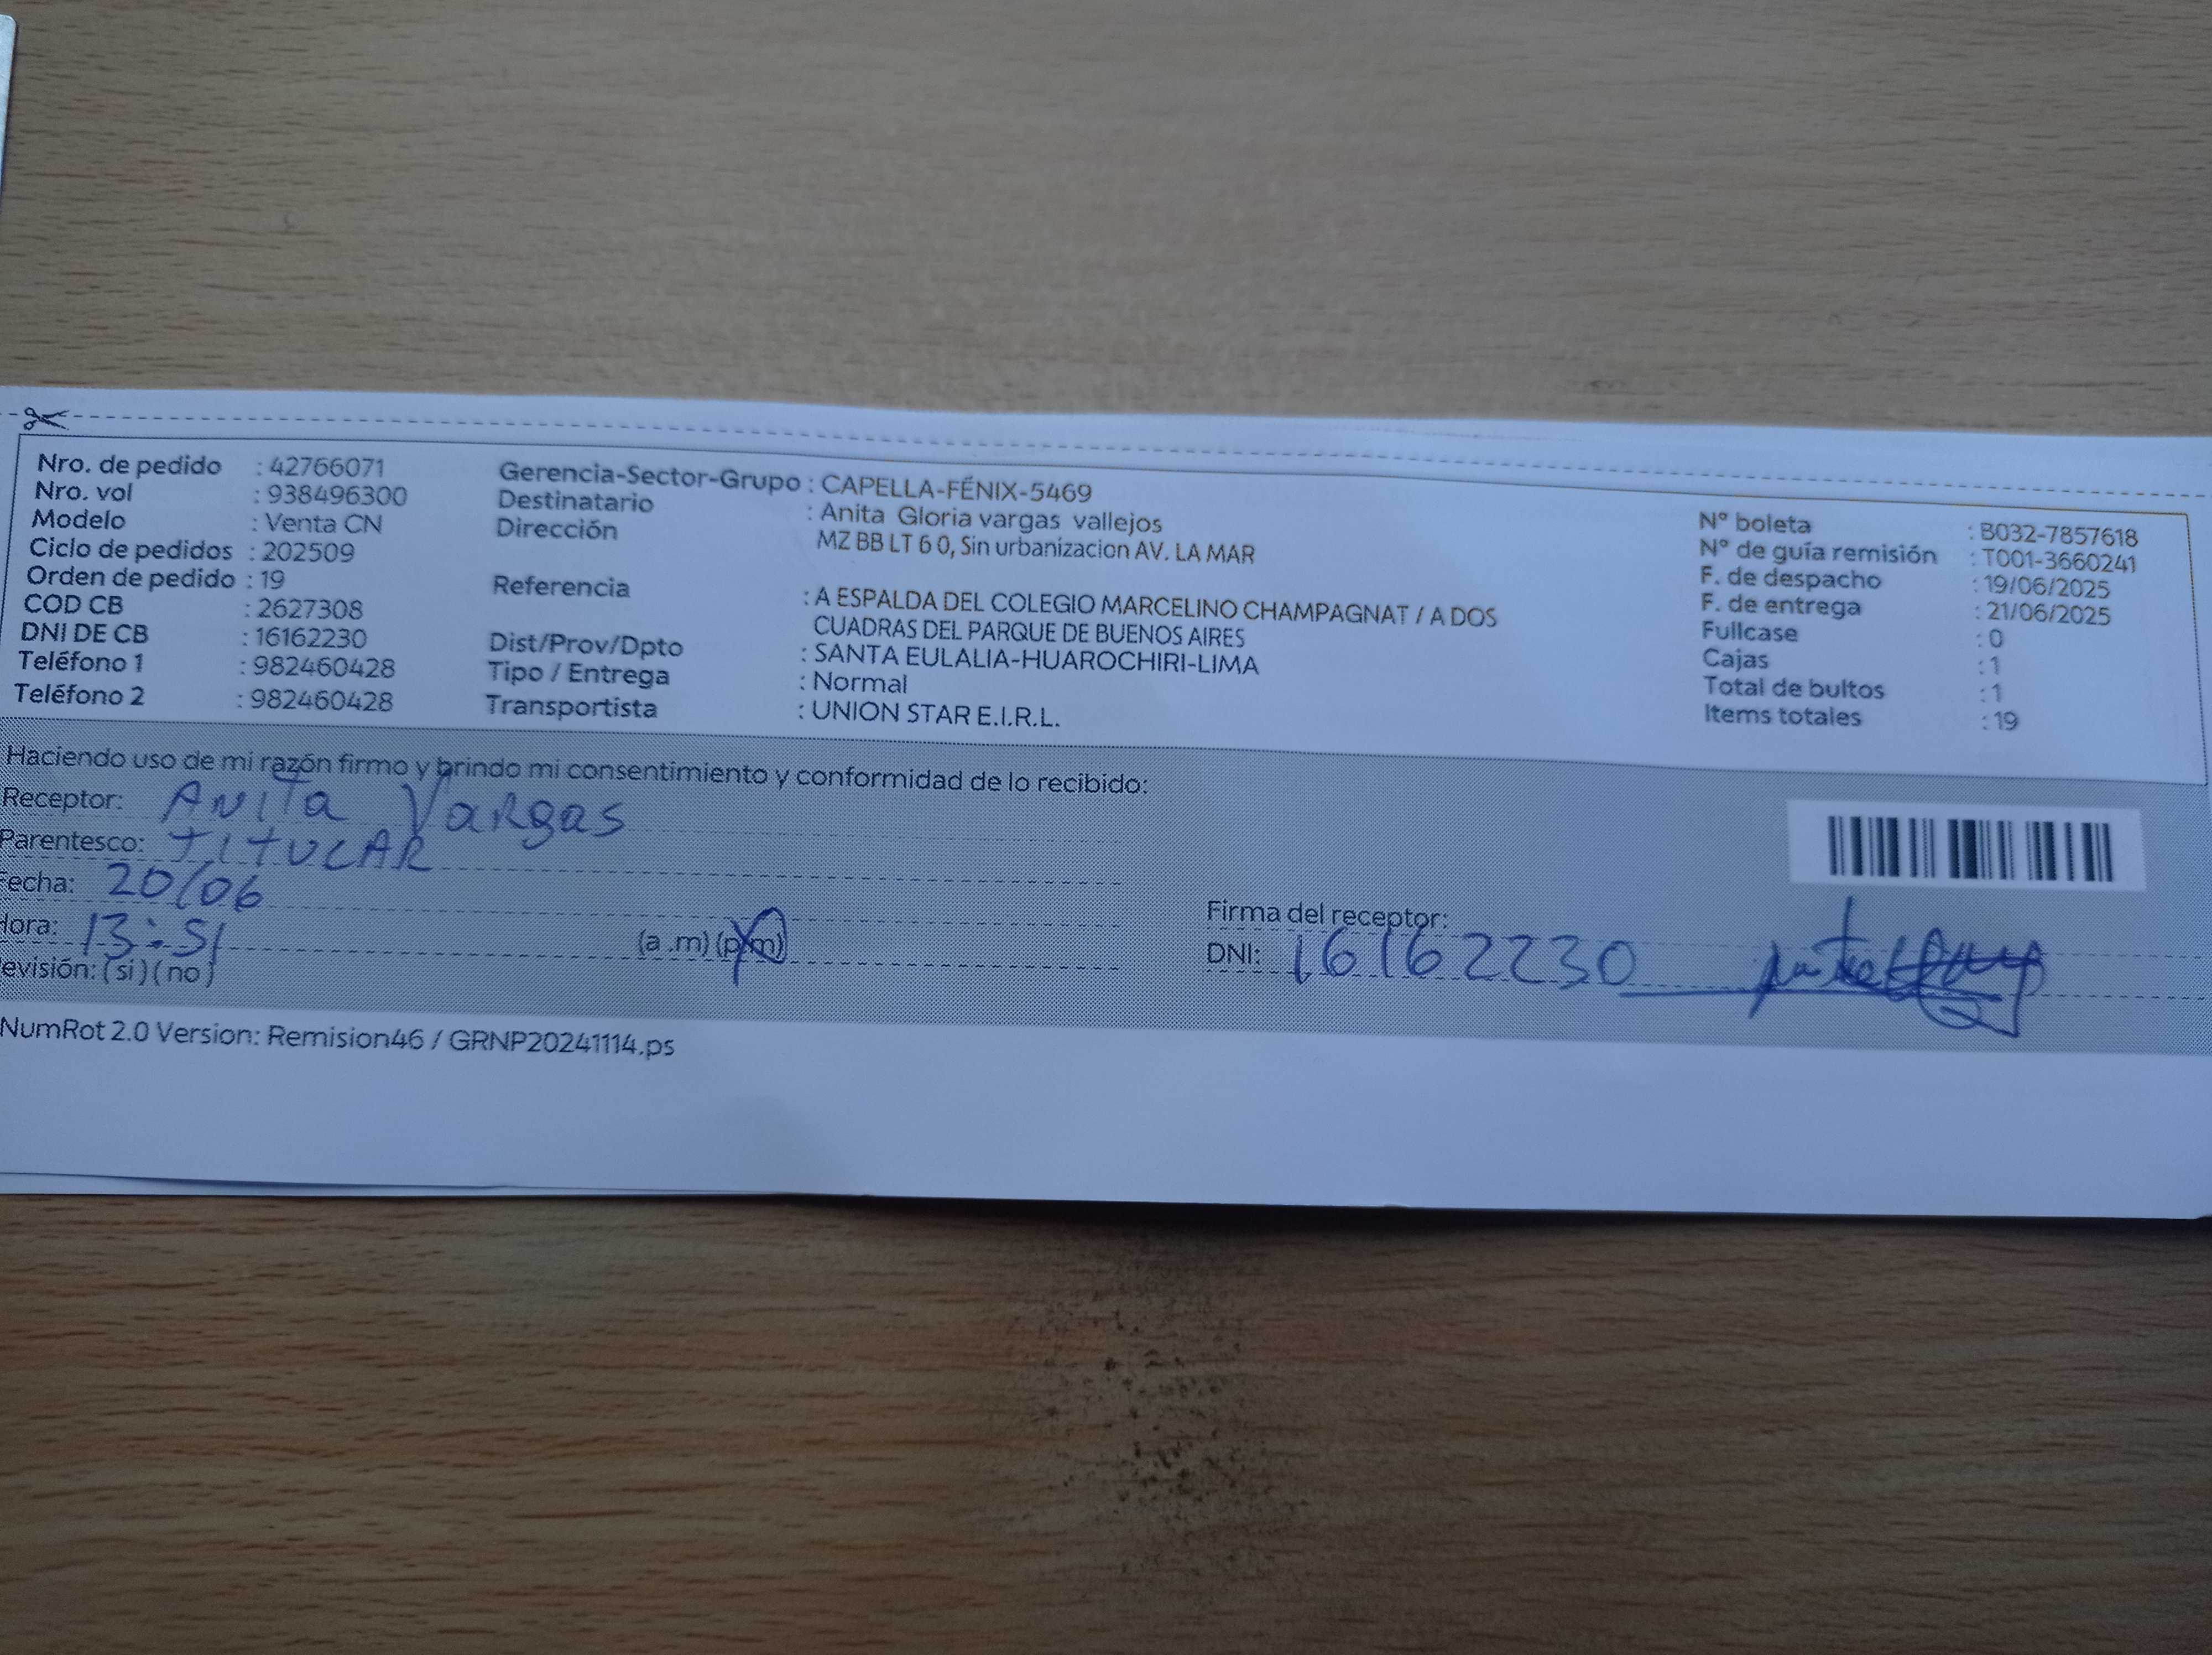 Nro. de pedido : 42766071
Nro. vol : 938496300
Modelo : Venta CN
Ciclo de pedidos : 202509
Orden de pedido : 19
COD CB : 2627308
DNI DE CB : 16162230
Teléfono 1 : 982460428
Teléfono 2 : 982460428
Gerencia-Sector-Grupo : CAPELLA-FÉNIX-5469
Destinatario : Anita Gloria vargas vallejos
Dirección MZ BB LT 6 0, Sin urbanizacion AV. LA MAR
Referencia : A ESPALDA DEL COLEGIO MARCELINO CHAMPAGNAT / A DOS
CUADRAS DEL PARQUE DE BUENOS AIRES
Dist/Prov/Dpto : SANTA EULALIA-HUAROCHIRI-LIMA
Tipo / Entrega : Normal
Transportista : UNION STAR E.I.R.L.
N° boleta : B032-7857618
N° de guía remisión : T001-3660241
F. de despacho : 19/06/2025
F. de entrega : 21/06/2025
Fullcase : 0
Cajas : 1
Total de bultos : 1
Items totales : 19
Haciendo uso de mi razón firmo y brindo mi consentimiento y conformidad de lo recibido:
Receptor: ANITA Vargas
Parentesco: TITULAR
Fecha: 20/06
Hora: 13:51 (a .m) (p.m)
evisión: (si) (no)
Firma del receptor:
DNI: 16162230
NumRot 2.0 Version: Remision46 / GRNP20241114.ps